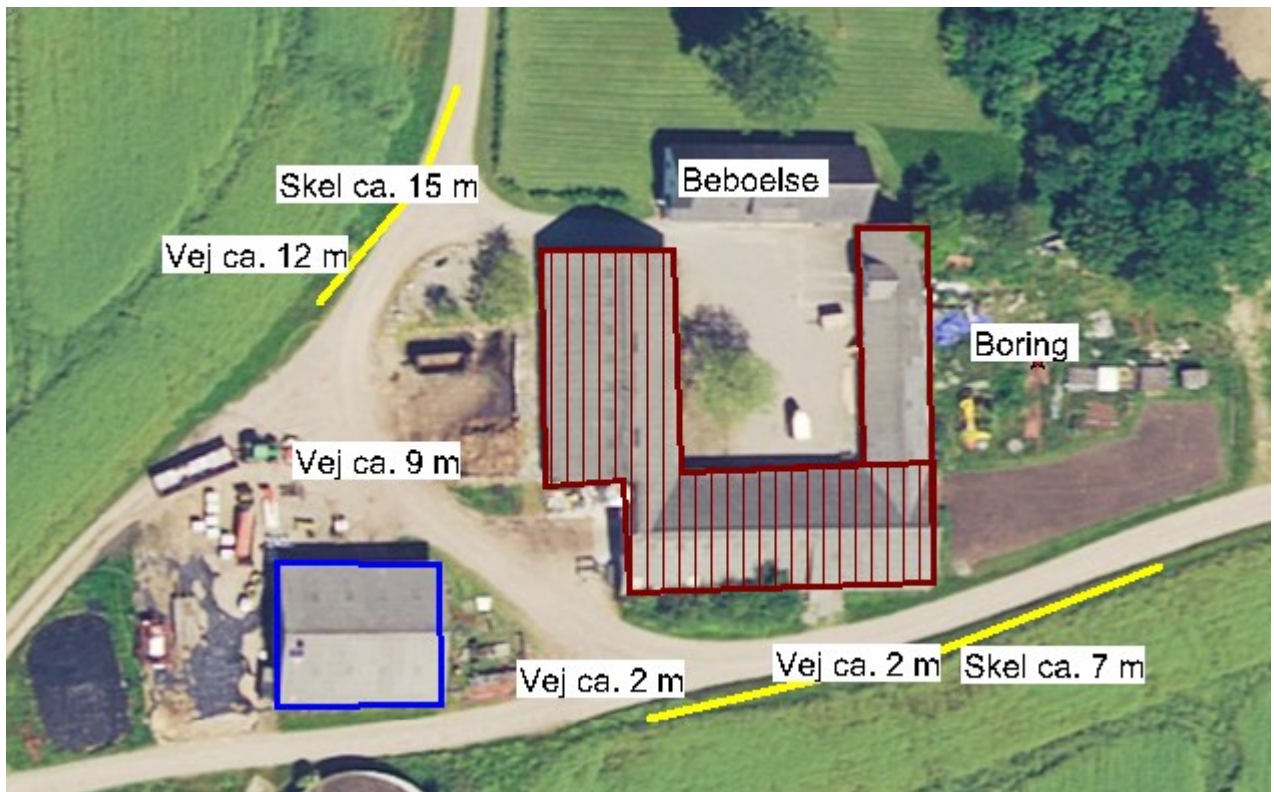 Beboelse
Skel ca. 15 m
Vej ca. 12 m
Boring
Vej ca. 9 m
Vej ca. 2 m
Vej ca. 2 m
Skel ca. 7 m